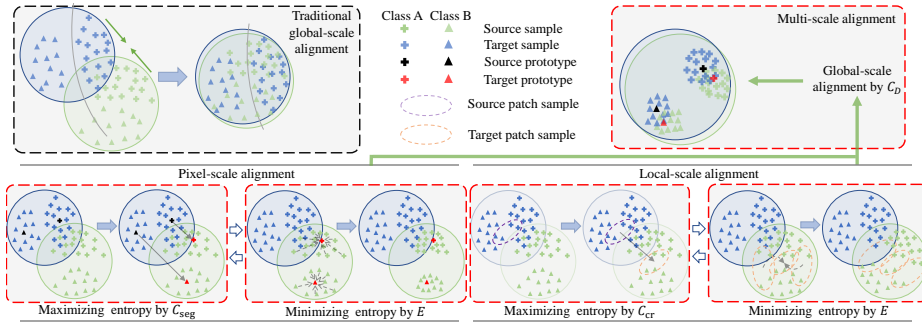 Traditional
global-scale
alignment
Class A Class B
Source sample
Target sample
Source prototype
Target prototype
Source patch sample
Target patch sample
Multi-scale alignment
Global-scale
alignment by C_D
Pixel-scale alignment
Local-scale alignment
Maximizing entropy by C_seg
Minimizing entropy by E
Maximizing entropy by C_cr
Minimizing entropy by E